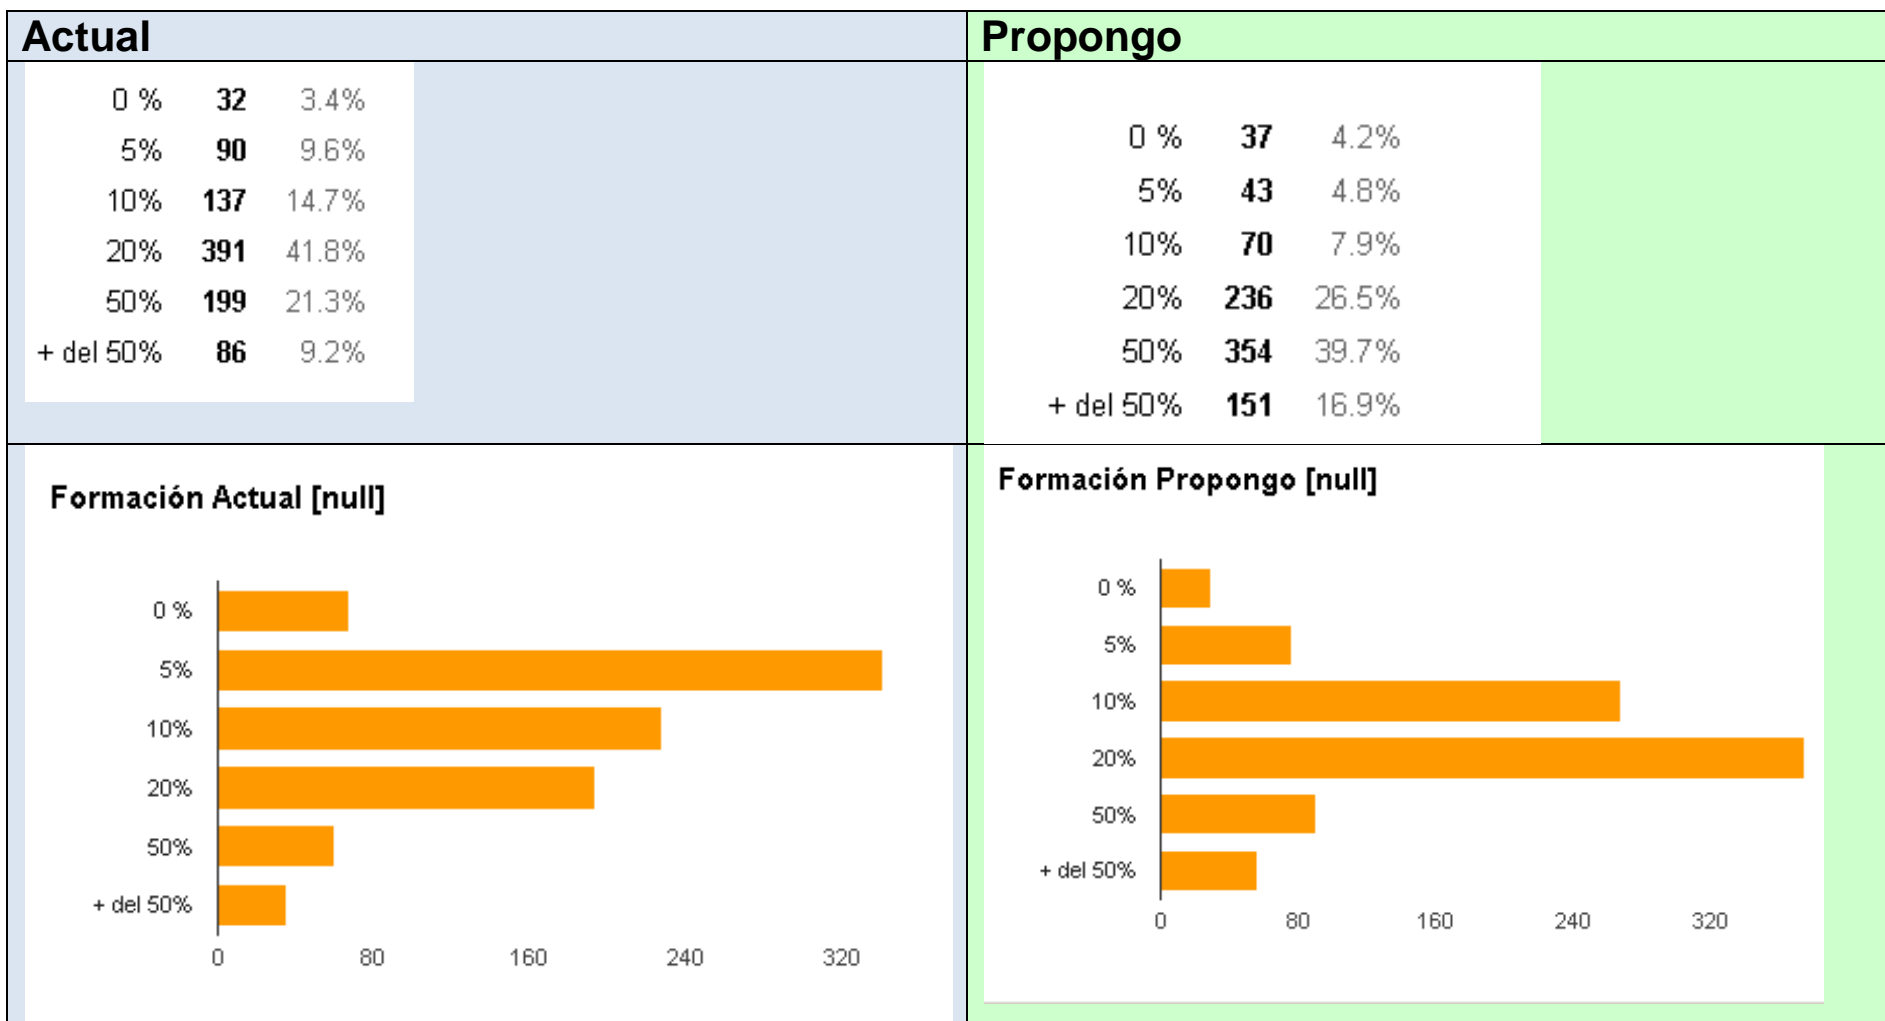 Actual
Propongo
0 % 32 3.4%
5% 90 9.6%
10% 137 14.7%
20% 391 41.8%
50% 199 21.3%
+ del 50% 86 9.2%
0 % 37 4.2%
5% 43 4.8%
10% 70 7.9%
20% 236 26.5%
50% 354 39.7%
+ del 50% 151 16.9%
Formación Actual [null]
0 %
5%
10%
20%
50%
+ del 50%
0 80 160 240 320
Formación Propongo [null]
0 %
5%
10%
20%
50%
+ del 50%
0 80 160 240 320